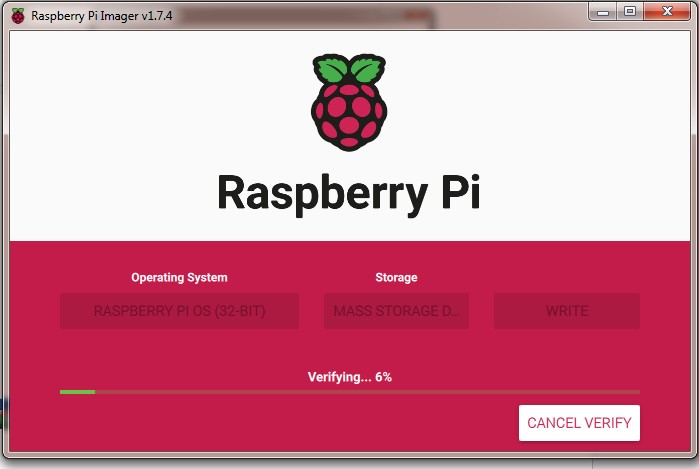 Raspberry Pi Imager v1.7.4
Raspberry Pi
Operating System
Storage
RASPBERRY PI OS (32-BIT)
MASS STORAGE D...
WRITE
Verifying... 6%
CANCEL VERIFY